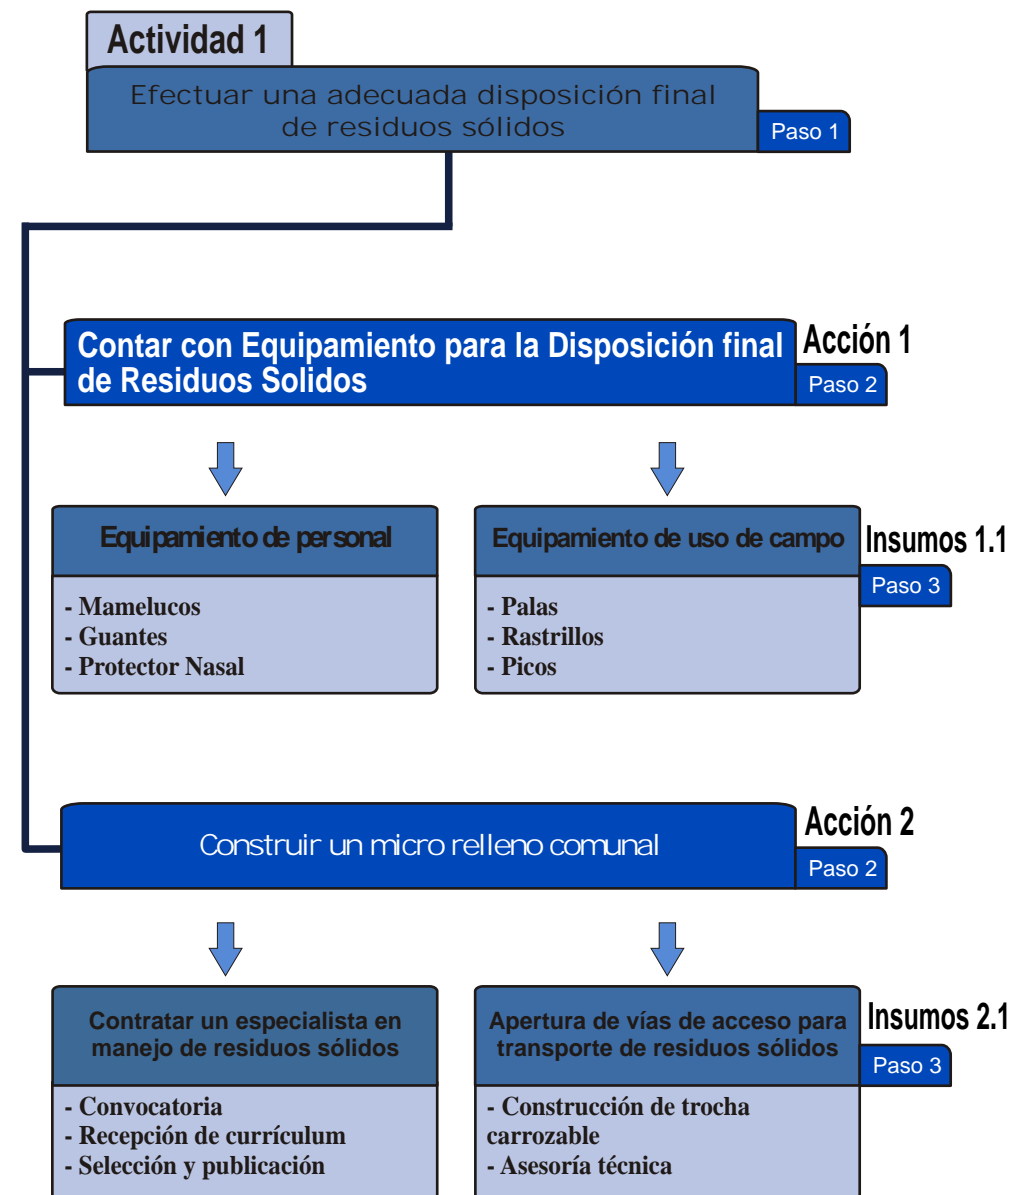 Actividad 1
Efectuar una adecuada disposición final
de residuos sólidos
Paso 1
Contar con Equipamiento para la Disposición final
de Residuos Solidos
Acción 1
Paso 2
Equipamiento de personal
- Mamelucos
- Guantes
- Protector Nasal
Equipamiento de uso de campo
- Palas
- Rastrillos
- Picos
Insumos 1.1
Paso 3
Construir un micro relleno comunal
Acción 2
Paso 2
Contratar un especialista en
manejo de residuos sólidos
- Convocatoria
- Recepción de currículum
- Selección y publicación
Apertura de vías de acceso para
transporte de residuos sólidos
- Construcción de trocha
carrozable
- Asesoría técnica
Insumos 2.1
Paso 3